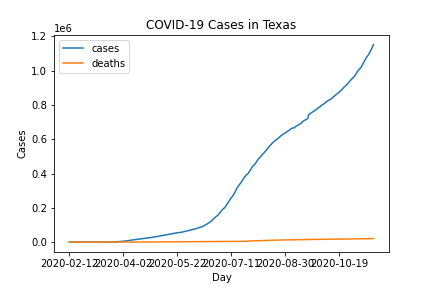 COVID-19 Cases in Texas
1e6
1.2
1.0
0.8
0.6
0.4
0.2
0.0
Cases
cases
deaths
2020-02-12 2020-04-02 2020-05-22 2020-07-11 2020-08-30 2020-10-19
Day